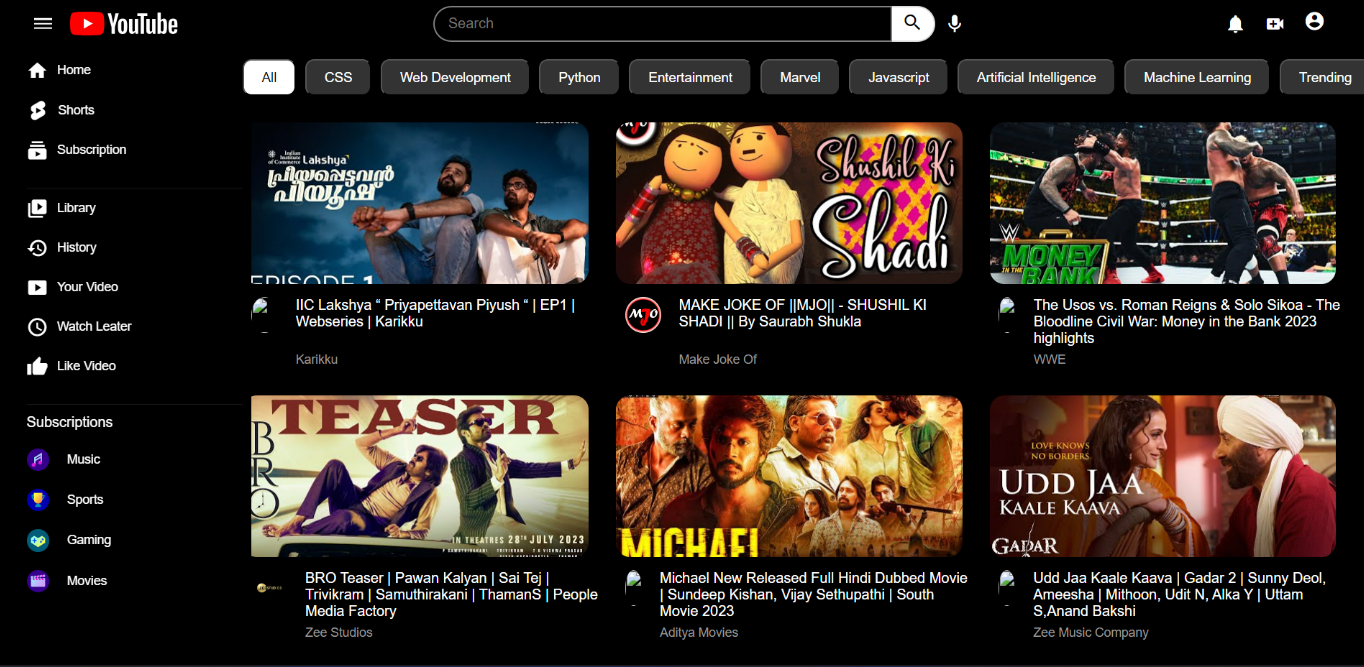 YouTube
Search
Home
Shorts
Subscription
Library
History
Your Video
Watch Leater
Like Video
Subscriptions
Music
Sports
Gaming
Movies
All
CSS
Web Development
Python
Entertainment
Marvel
Javascript
Artificial Intelligence
Machine Learning
Trending
Indian
Institute
of Commerce
Lakshya
പ്രിയപ്പെട്ടവൻ
പീയൂഷ്
EPISODE 1
IIC Lakshya “ Priyapettavan Piyush “ | EP1 |
Webseries | Karikku
Karikku
MJO
Shushil Ki
Shadi
MJO
MAKE JOKE OF ||MJO|| - SHUSHIL KI
SHADI || By Saurabh Shukla
Make Joke Of
W
MONEY
IN THE
BANK
The Usos vs. Roman Reigns & Solo Sikoa - The
Bloodline Civil War: Money in the Bank 2023
highlights
WWE
TEASER
BRO
IN THEATRES 28TH JULY 2023
BRO Teaser | Pawan Kalyan | Sai Tej |
Trivikram | Samuthirakani | ThamanS | People
Media Factory
Zee Studios
MICHAEL
Michael New Released Full Hindi Dubbed Movie
| Sundeep Kishan, Vijay Sethupathi | South
Movie 2023
Aditya Movies
LOVE KNOWS
NO BORDERS
UDD JAA
KAALE KAAVA
GADAR
Udd Jaa Kaale Kaava | Gadar 2 | Sunny Deol,
Ameesha | Mithoon, Udit N, Alka Y | Uttam
S,Anand Bakshi
Zee Music Company